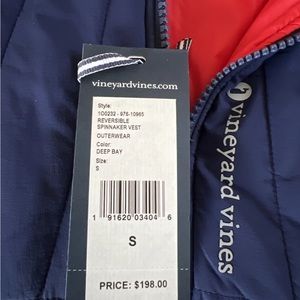 vineyardvines.com
Style:
1O0232 - 976-10965
REVERSIBLE
SPINNAKER VEST
OUTERWEAR
Color:
DEEP BAY
Size:
S
1 91620 03404 6
S
PRICE: $198.00
vineyard vines